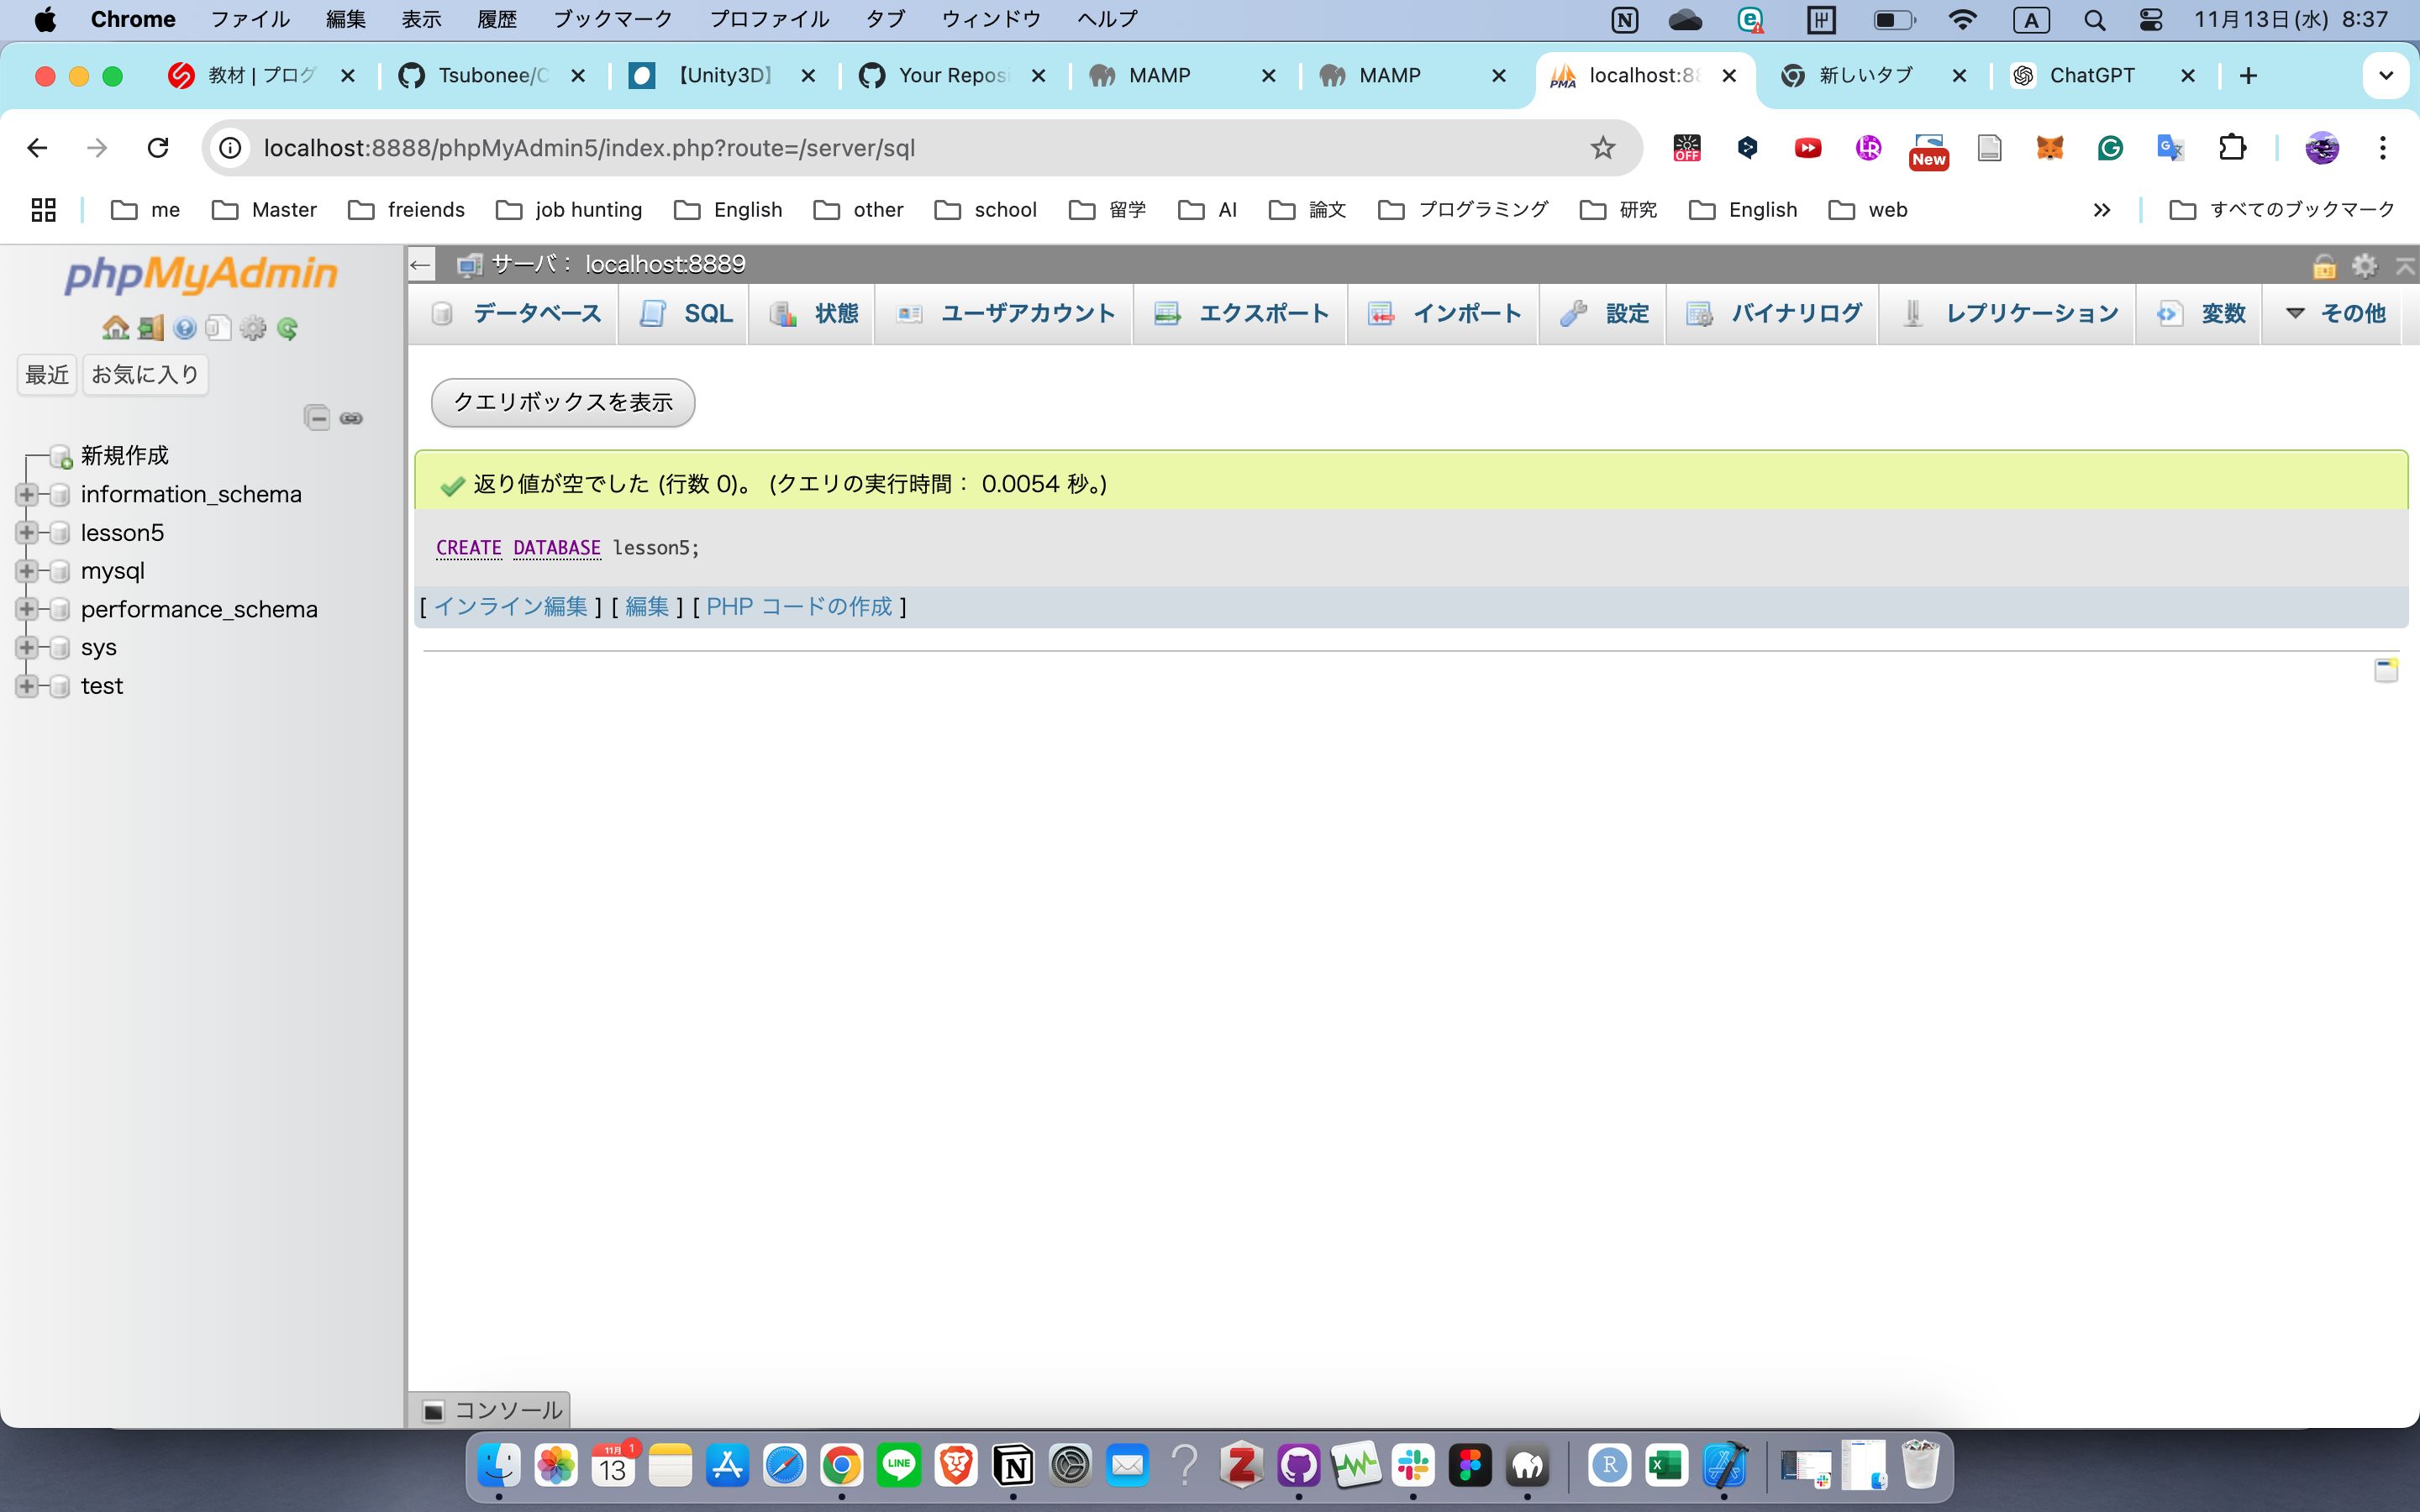 Chrome ファイル 編集 表示 履歴 ブックマーク プロファイル タブ ウィンドウ ヘルプ A 11月13日(水) 8:37
教材 | プログ Tsubonee/C 【Unity3D】 Your Reposi MAMP MAMP PMA localhost:88 新しいタブ ChatGPT
localhost:8888/phpMyAdmin5/index.php?route=/server/sql OFF New
me Master freiends job hunting English other school 留学 AI 論文 プログラミング 研究 English web すべてのブックマーク
phpMyAdmin
サーバ: localhost:8889
データベース SQL 状態 ユーザアカウント エクスポート インポート 設定 バイナリログ レプリケーション 変数 その他
最近 お気に入り
クエリボックスを表示
新規作成
information_schema
lesson5
mysql
performance_schema
sys
test
返り値が空でした (行数 0)。 (クエリの実行時間: 0.0054 秒。)
CREATE DATABASE lesson5;
[ インライン編集 ] [ 編集 ] [ PHP コードの作成 ]
コンソール
11月 13 1 LINE N Z R X